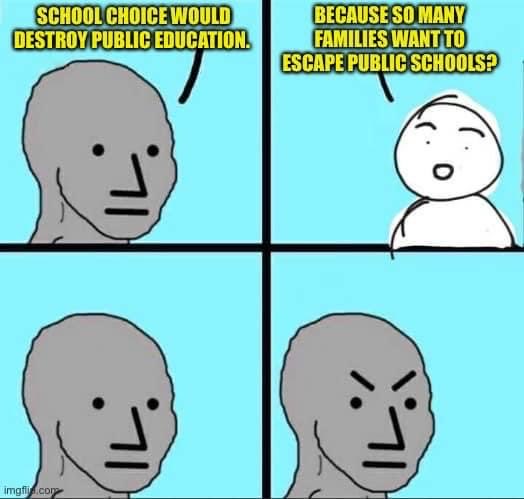 SCHOOL CHOICE WOULD
DESTROY PUBLIC EDUCATION.
BECAUSE SO MANY
FAMILIES WANT TO
ESCAPE PUBLIC SCHOOLS?
imgflip.com